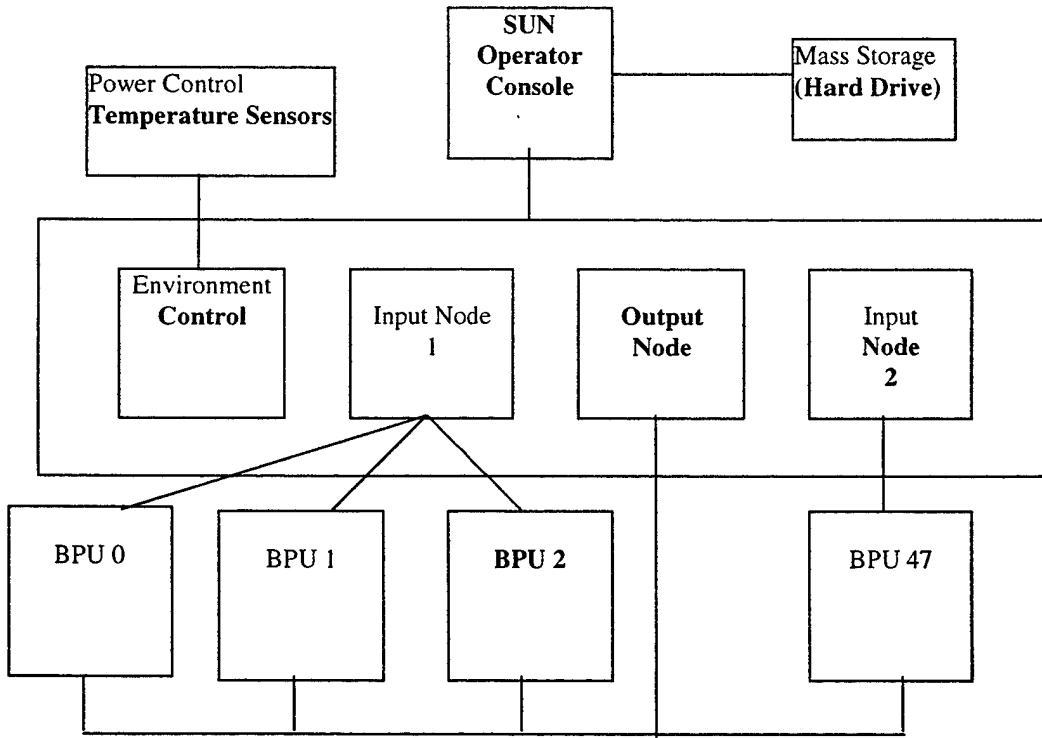 SUN
Operator
Console
Mass Storage
(Hard Drive)
Power Control
Temperature Sensors
Environment
Control
Input Node
1
Output
Node
Input
Node
2
BPU 0
BPU 1
BPU 2
BPU 47